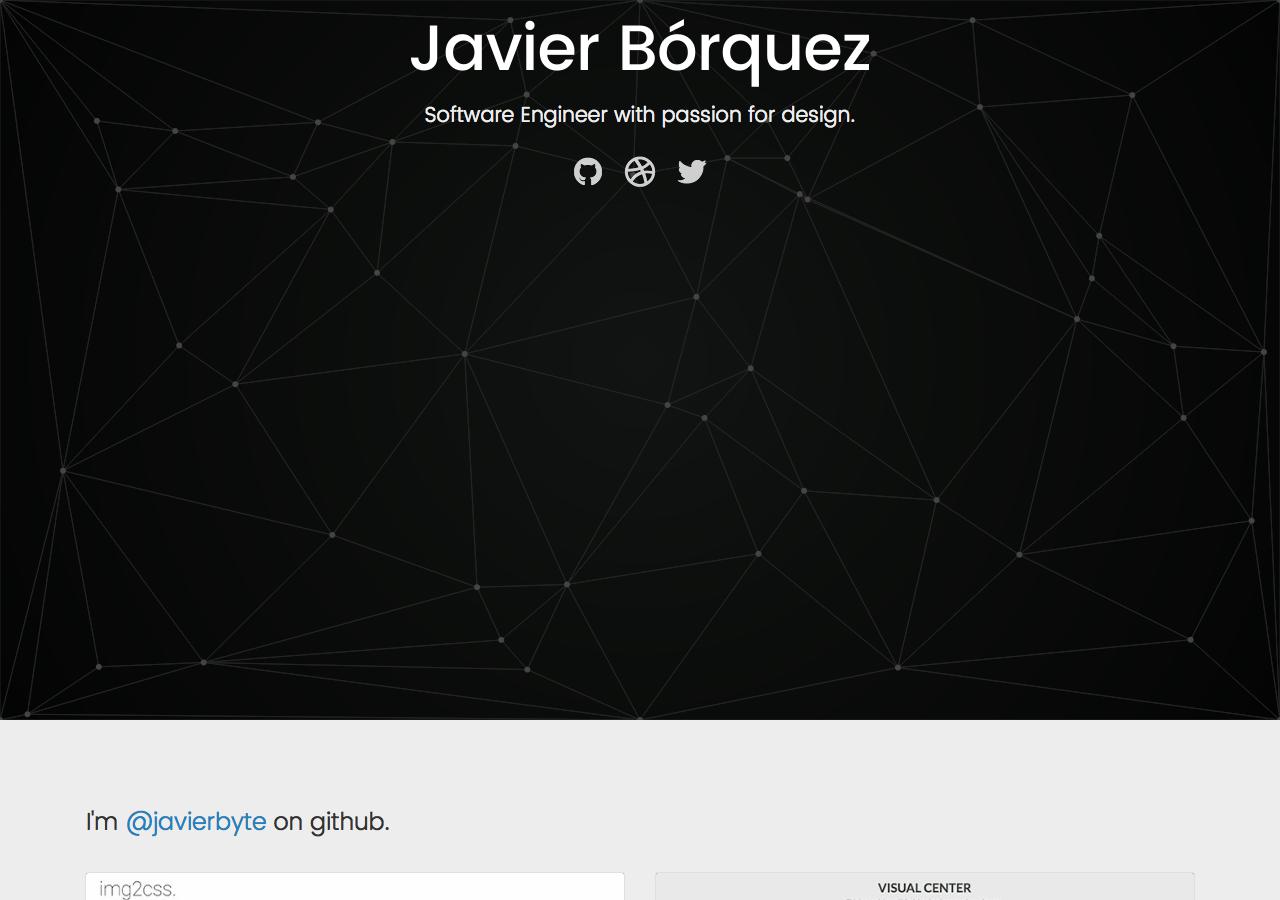 Javier Bórquez
Software Engineer with passion for design.
I'm @javierbyte on github.
img2css.
VISUAL CENTER